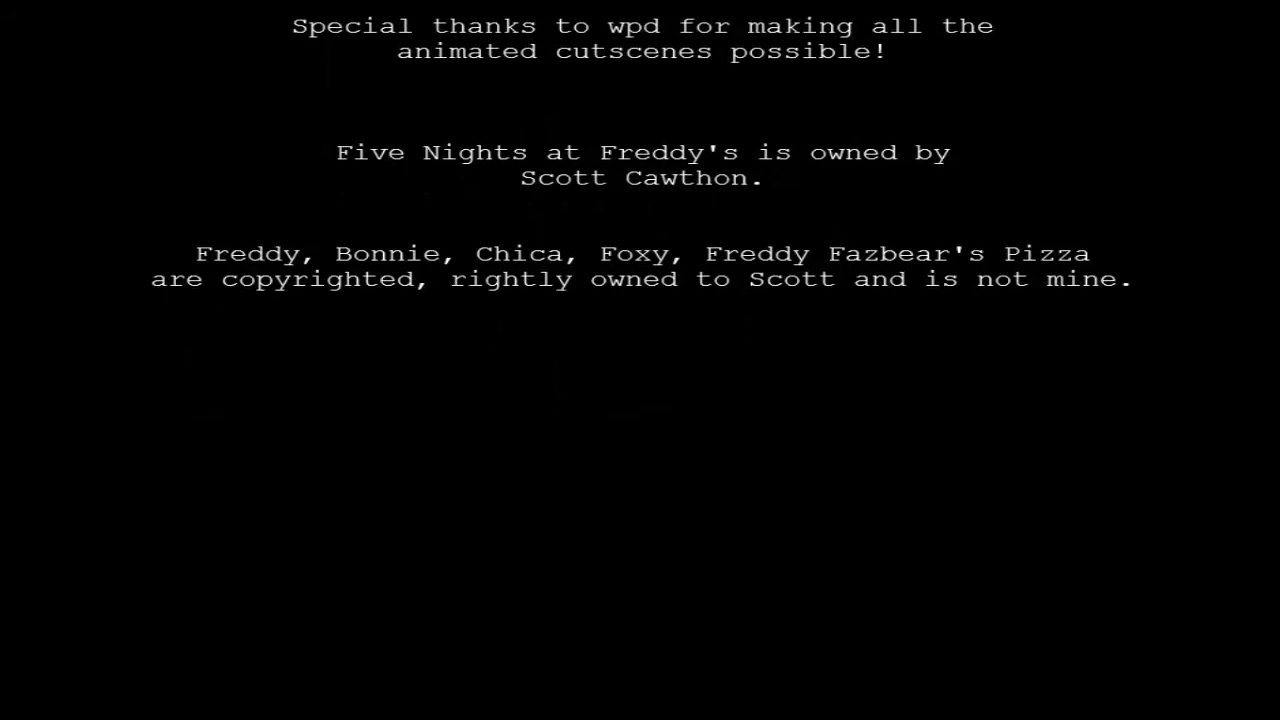 Special thanks to wpd for making all the
animated cutscenes possible!
Five Nights at Freddy's is owned by
Scott Cawthon.
Freddy, Bonnie, Chica, Foxy, Freddy Fazbear's Pizza
are copyrighted, rightly owned to Scott and is not mine.